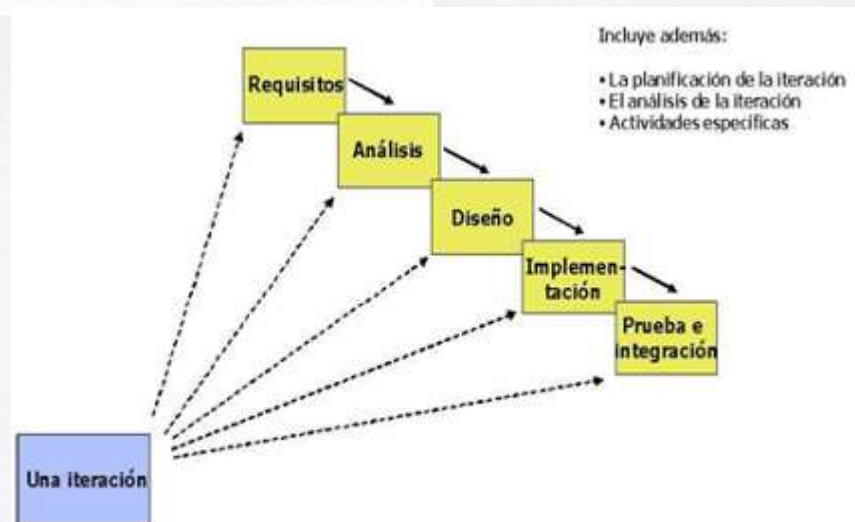 Incluye además:
• La planificación de la iteración
• El análisis de la iteración
• Actividades específicas
Requisitos
Análisis
Diseño
Implemen-
tación
Prueba e
integración
Una iteración